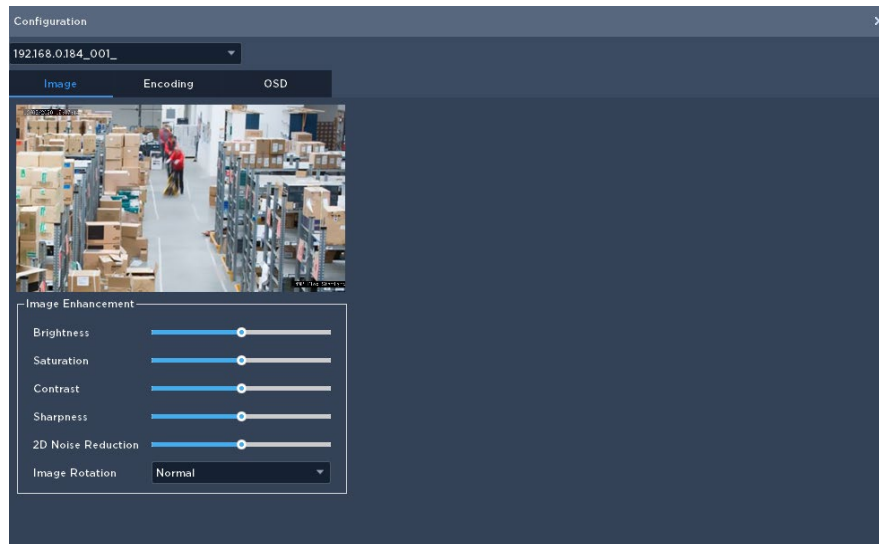 Configuration
192.168.0.184_001_
Image Encoding OSD
Image Enhancement
Brightness
Saturation
Contrast
Sharpness
2D Noise Reduction
Image Rotation Normal